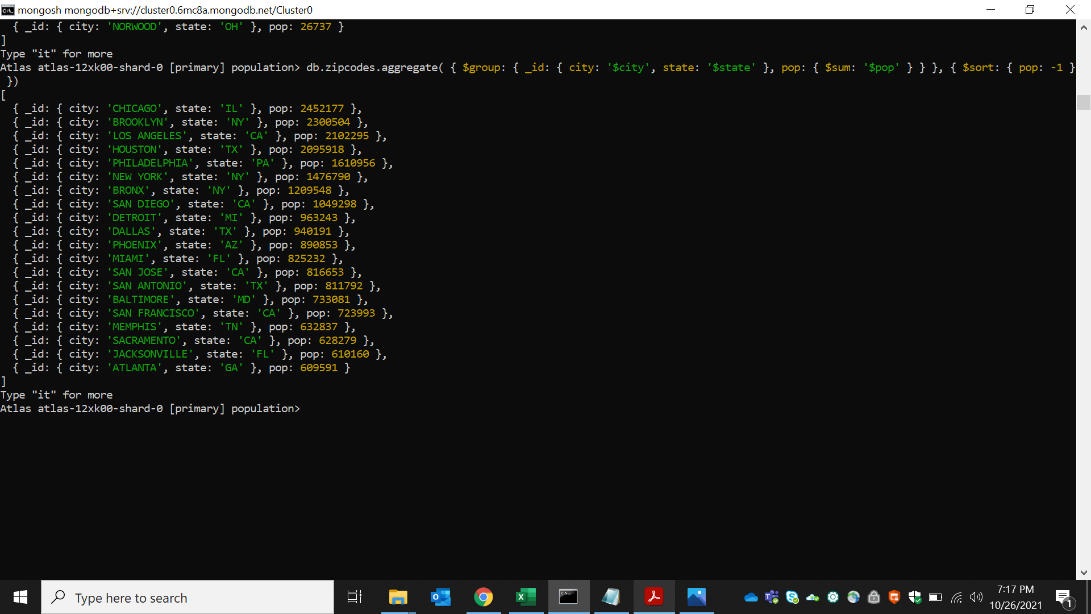 mongosh mongodb+srv://cluster0.6mc8a.mongodb.net/Cluster0
{ _id: { city: 'NORWOOD', state: 'OH' }, pop: 26737 }
]
Type "it" for more
Atlas atlas-12xk00-shard-0 [primary] population> db.zipcodes.aggregate( { $group: { _id: { city: '$city', state: '$state' }, pop: { $sum: '$pop' } } }, { $sort: { pop: -1 }
})
[
{ _id: { city: 'CHICAGO', state: 'IL' }, pop: 2452177 },
{ _id: { city: 'BROOKLYN', state: 'NY' }, pop: 2300504 },
{ _id: { city: 'LOS ANGELES', state: 'CA' }, pop: 2102295 },
{ _id: { city: 'HOUSTON', state: 'TX' }, pop: 2095918 },
{ _id: { city: 'PHILADELPHIA', state: 'PA' }, pop: 1610956 },
{ _id: { city: 'NEW YORK', state: 'NY' }, pop: 1476790 },
{ _id: { city: 'BRONX', state: 'NY' }, pop: 1209548 },
{ _id: { city: 'SAN DIEGO', state: 'CA' }, pop: 1049298 },
{ _id: { city: 'DETROIT', state: 'MI' }, pop: 963243 },
{ _id: { city: 'DALLAS', state: 'TX' }, pop: 940191 },
{ _id: { city: 'PHOENIX', state: 'AZ' }, pop: 890853 },
{ _id: { city: 'MIAMI', state: 'FL' }, pop: 825232 },
{ _id: { city: 'SAN JOSE', state: 'CA' }, pop: 816653 },
{ _id: { city: 'SAN ANTONIO', state: 'TX' }, pop: 811792 },
{ _id: { city: 'BALTIMORE', state: 'MD' }, pop: 733081 },
{ _id: { city: 'SAN FRANCISCO', state: 'CA' }, pop: 723993 },
{ _id: { city: 'MEMPHIS', state: 'TN' }, pop: 632837 },
{ _id: { city: 'SACRAMENTO', state: 'CA' }, pop: 628279 },
{ _id: { city: 'JACKSONVILLE', state: 'FL' }, pop: 610160 },
{ _id: { city: 'ATLANTA', state: 'GA' }, pop: 609591 }
]
Type "it" for more
Atlas atlas-12xk00-shard-0 [primary] population>
Type here to search
7:17 PM
10/26/2021
1